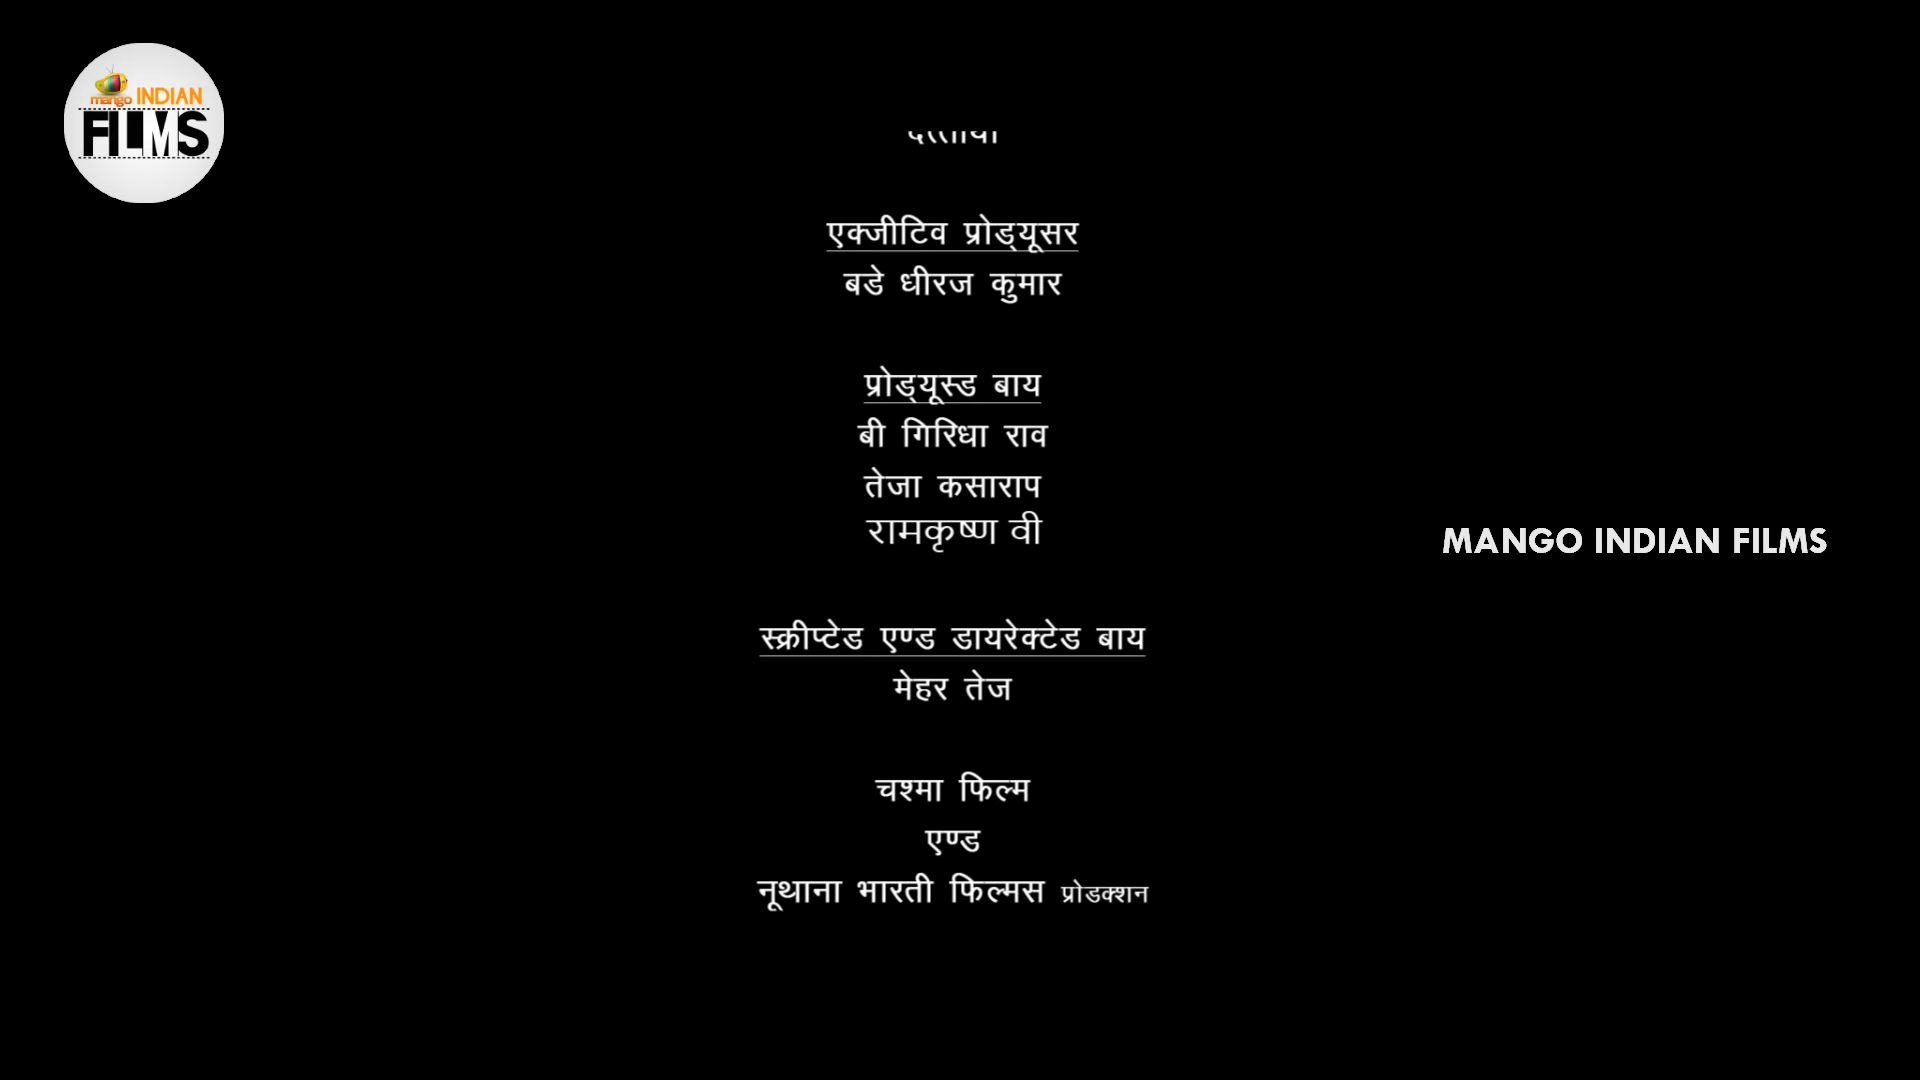 mango INDIAN
FILMS
एक्जीटिव प्रोड्यूसर
बडे धीरज कुमार
प्रोड्यूस्ड बाय
बी गिरिधा राव
तेजा कसाराप
रामकृष्ण वी
MANGO INDIAN FILMS
स्क्रीप्टेड एण्ड डायरेक्टेड बाय
मेहर तेज
चश्मा फिल्म
एण्ड
नूथाना भारती फिल्मस प्रोडक्शन